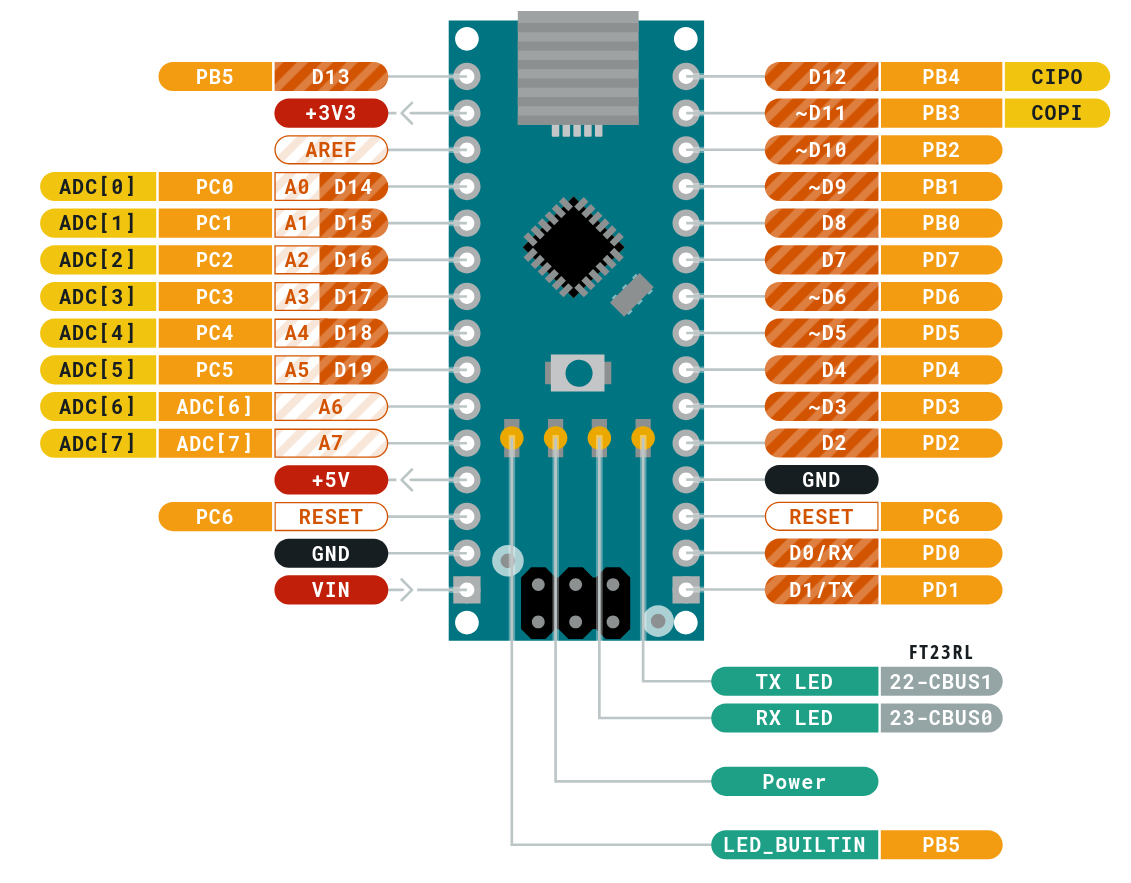 PB5 D13 D12 PB4 CIPO
+3V3 ~D11 PB3 COPI
AREF ~D10 PB2
ADC[0] PC0 A0 D14 ~D9 PB1
ADC[1] PC1 A1 D15 D8 PB0
ADC[2] PC2 A2 D16 D7 PD7
ADC[3] PC3 A3 D17 ~D6 PD6
ADC[4] PC4 A4 D18 ~D5 PD5
ADC[5] PC5 A5 D19 D4 PD4
ADC[6] ADC[6] A6 ~D3 PD3
ADC[7] ADC[7] A7 D2 PD2
+5V GND
PC6 RESET RESET PC6
GND D0/RX PD0
VIN D1/TX PD1
FT23RL
TX LED 22-CBUS1
RX LED 23-CBUS0
Power
LED_BUILTIN PB5